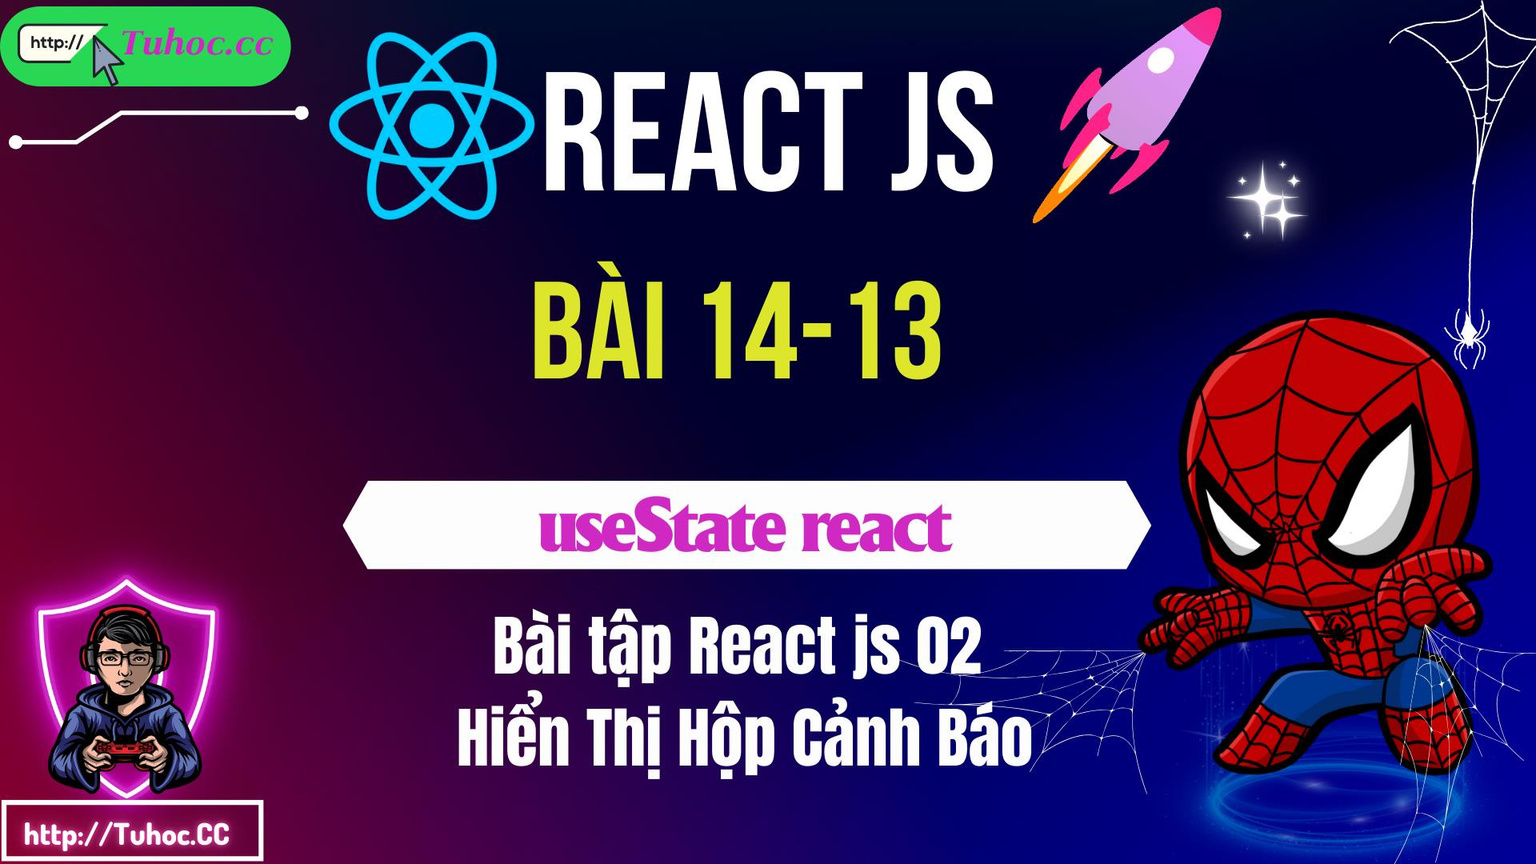 http:// Tuhoc.cc
REACT JS
BÀI 14-13
useState react
Bài tập React js 02
Hiển Thị Hộp Cảnh Báo
http://Tuhoc.CC